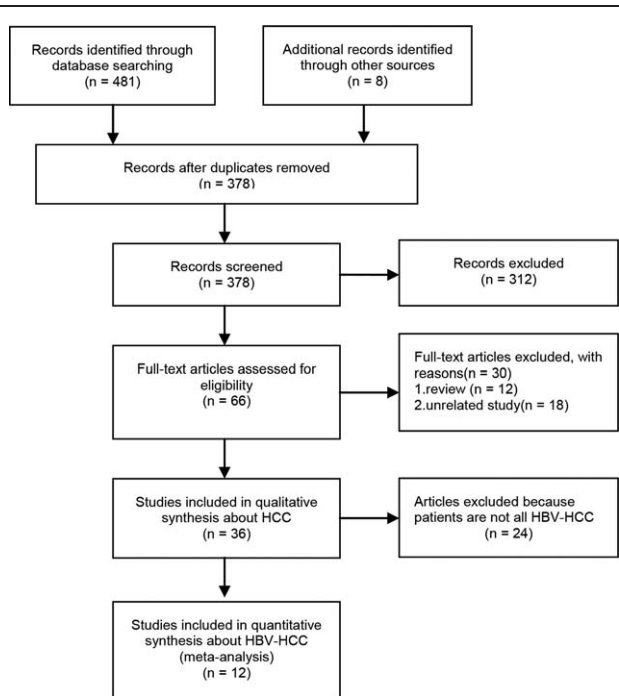 Records identified through
database searching
(n = 481)
Additional records identified
through other sources
(n = 8)
Records after duplicates removed
(n = 378)
Records screened
(n = 378)
Records excluded
(n = 312)
Full-text articles assessed for
eligibility
(n = 66)
Full-text articles excluded, with
reasons(n = 30)
1.review (n = 12)
2.unrelated study(n = 18)
Studies included in qualitative
synthesis about HCC
(n = 36)
Articles excluded because
patients are not all HBV-HCC
(n = 24)
Studies included in quantitative
synthesis about HBV-HCC
(meta-analysis)
(n = 12)